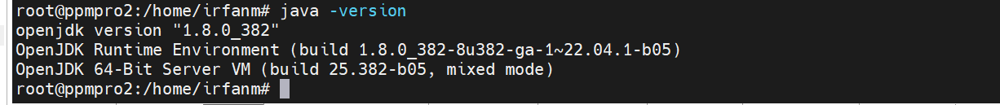 root@ppmpro2:/home/irfanm# java -version
openjdk version "1.8.0_382"
OpenJDK Runtime Environment (build 1.8.0_382-8u382-ga-1~22.04.1-b05)
OpenJDK 64-Bit Server VM (build 25.382-b05, mixed mode)
root@ppmpro2:/home/irfanm#